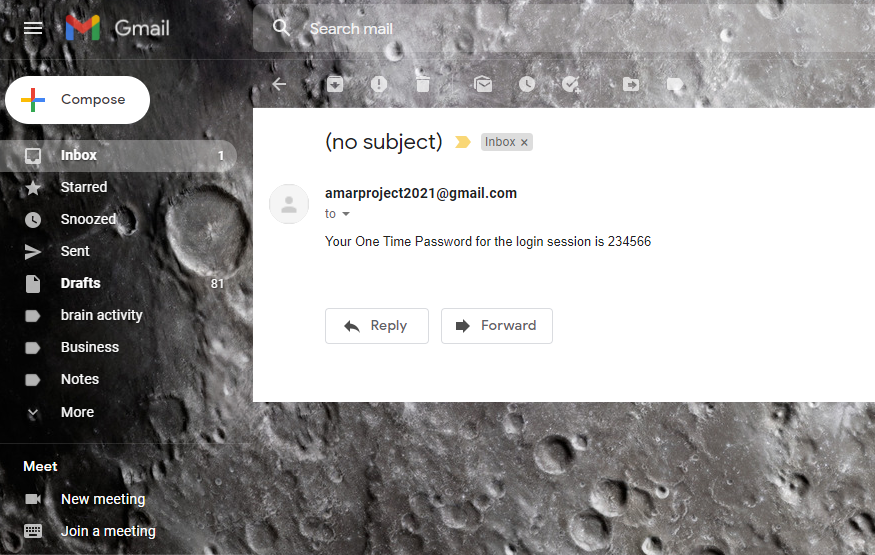 Gmail
Search mail
Compose
(no subject)
Inbox x
Inbox 1
Starred
amarproject2021@gmail.com
to
Snoozed
Your One Time Password for the login session is 234566
Sent
Drafts 81
brain activity
Reply Forward
Business
Notes
More
Meet
New meeting
Join a meeting